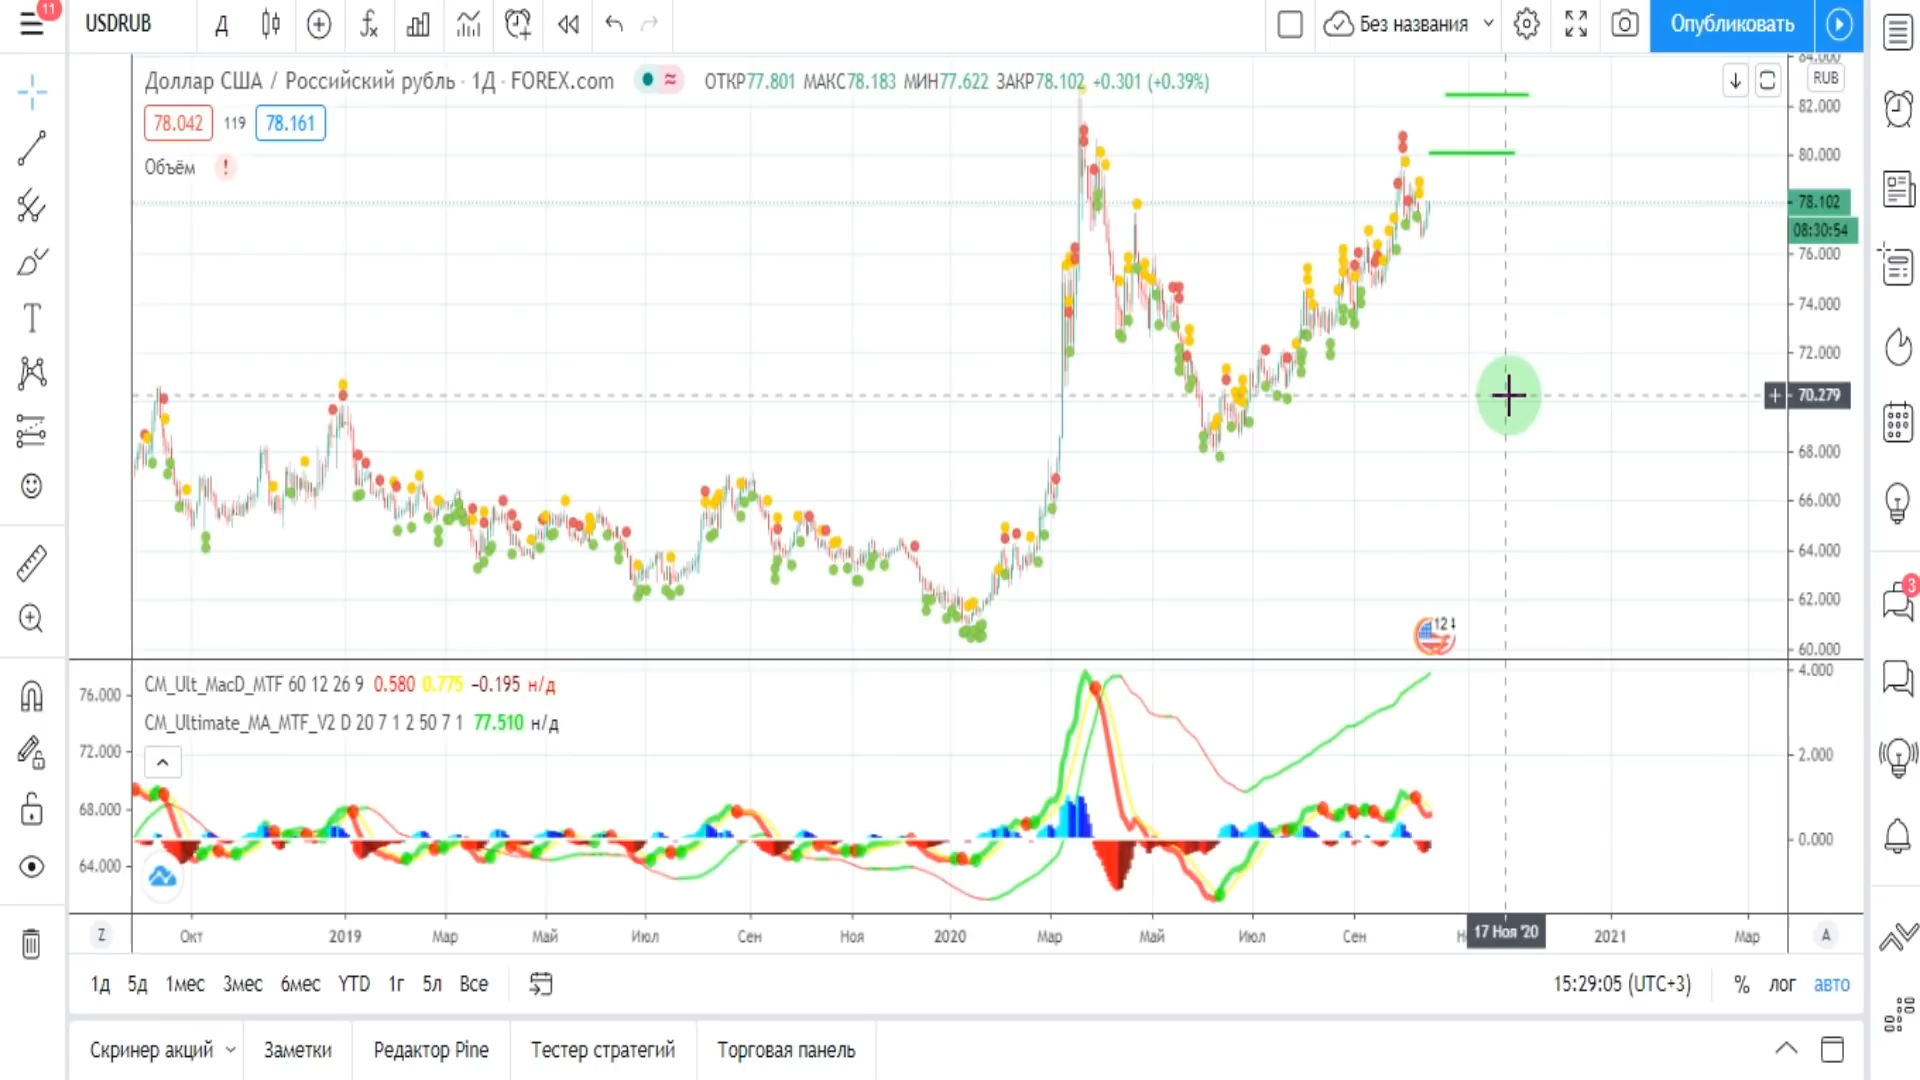 11
USDRUB
Д
Без названия
Опубликовать
Доллар США / Российский рубль · 1Д · FOREX.com
ОТКР77.801 МАКС78.183 МИН77.622 ЗАКР78.102 +0.301 (+0.39%)
RUB
78.042 119 78.161
Объём !
84.000
82.000
80.000
78.102
08:30:54
76.000
74.000
72.000
70.279
68.000
66.000
64.000
62.000
60.000
12
3
CM_Ult_MacD_MTF 60 12 26 9 0.580 0.775 −0.195 н/д
CM_Ultimate_MA_MTF_V2 D 20 7 1 2 50 7 1 77.510 н/д
76.000
72.000
68.000
64.000
4.000
2.000
0.000
Z
Окт 2019 Мар Май Июл Сен Ноя 2020 Мар Май Июл Сен 17 Ноя '20 2021 Мар
A
1д 5д 1мес 3мес 6мес YTD 1г 5л Все
15:29:05 (UTC+3) % лог авто
Скринер акций Заметки Редактор Pine Тестер стратегий Торговая панель